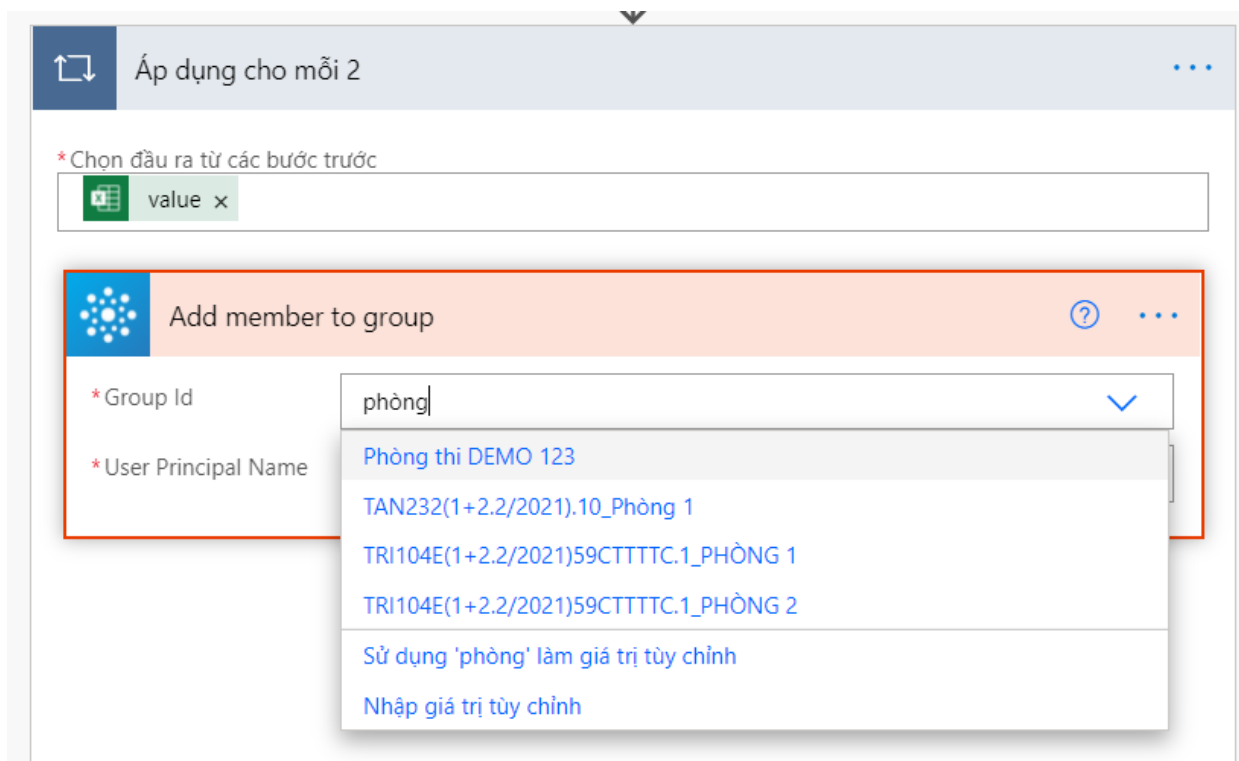 Áp dụng cho mỗi 2
*Chọn đầu ra từ các bước trước
value ×
Add member to group
*Group Id
phòng
*User Principal Name
Phòng thi DEMO 123
TAN232(1+2.2/2021).10_Phòng 1
TRI104E(1+2.2/2021)59CTTTTC.1_PHÒNG 1
TRI104E(1+2.2/2021)59CTTTTC.1_PHÒNG 2
Sử dụng 'phòng' làm giá trị tùy chỉnh
Nhập giá trị tùy chỉnh